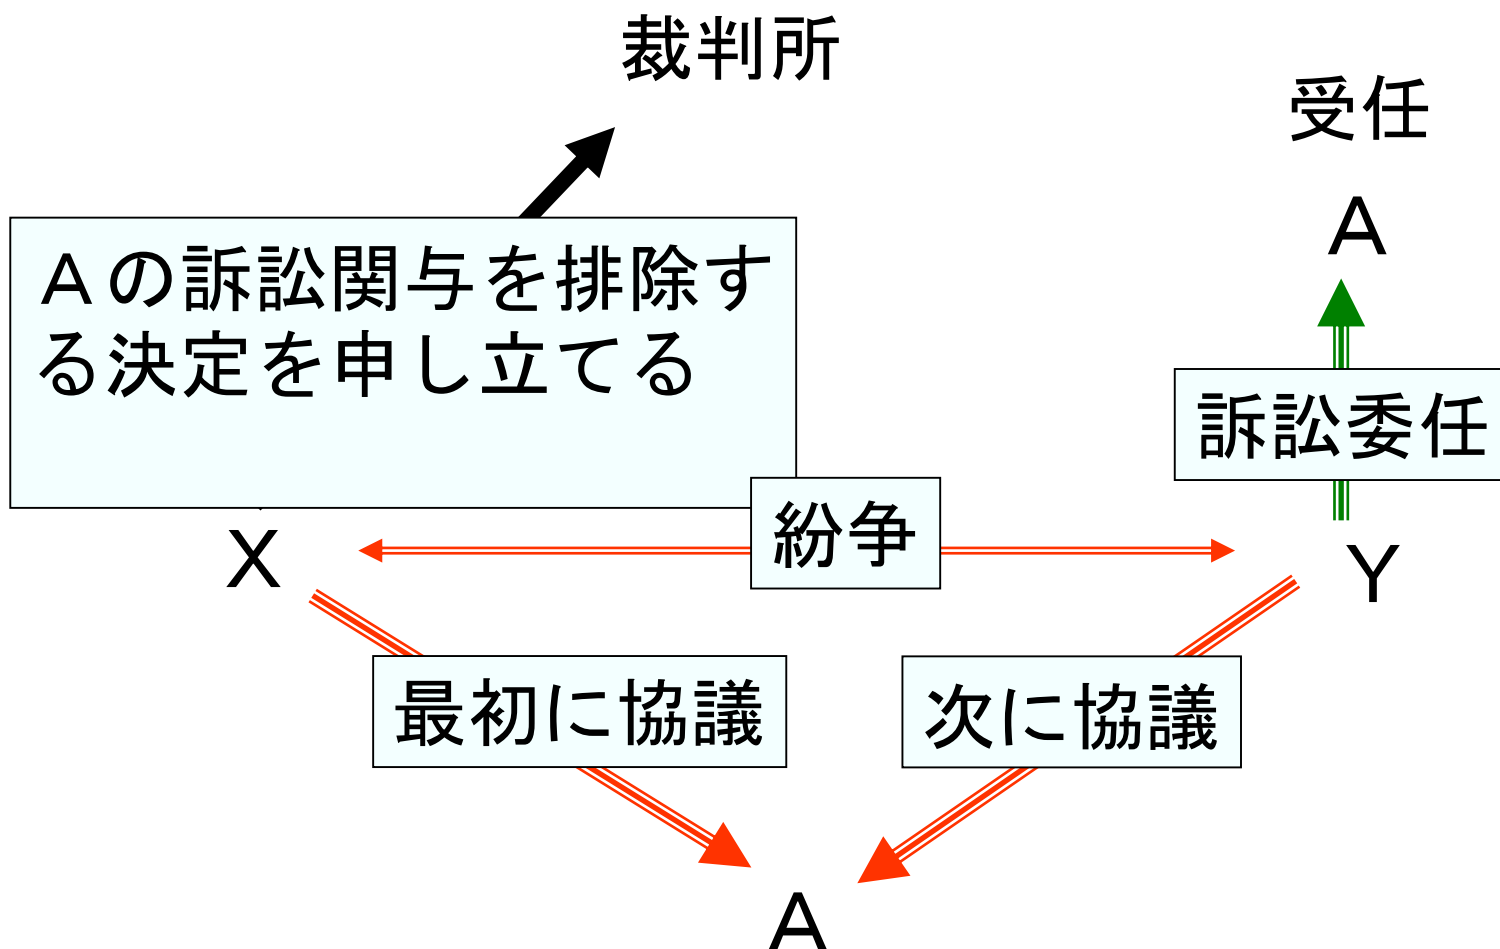 裁判所
受任
A
Aの訴訟関与を排除す
る決定を申し立てる
訴訟委任
紛争
X
Y
最初に協議
次に協議
A